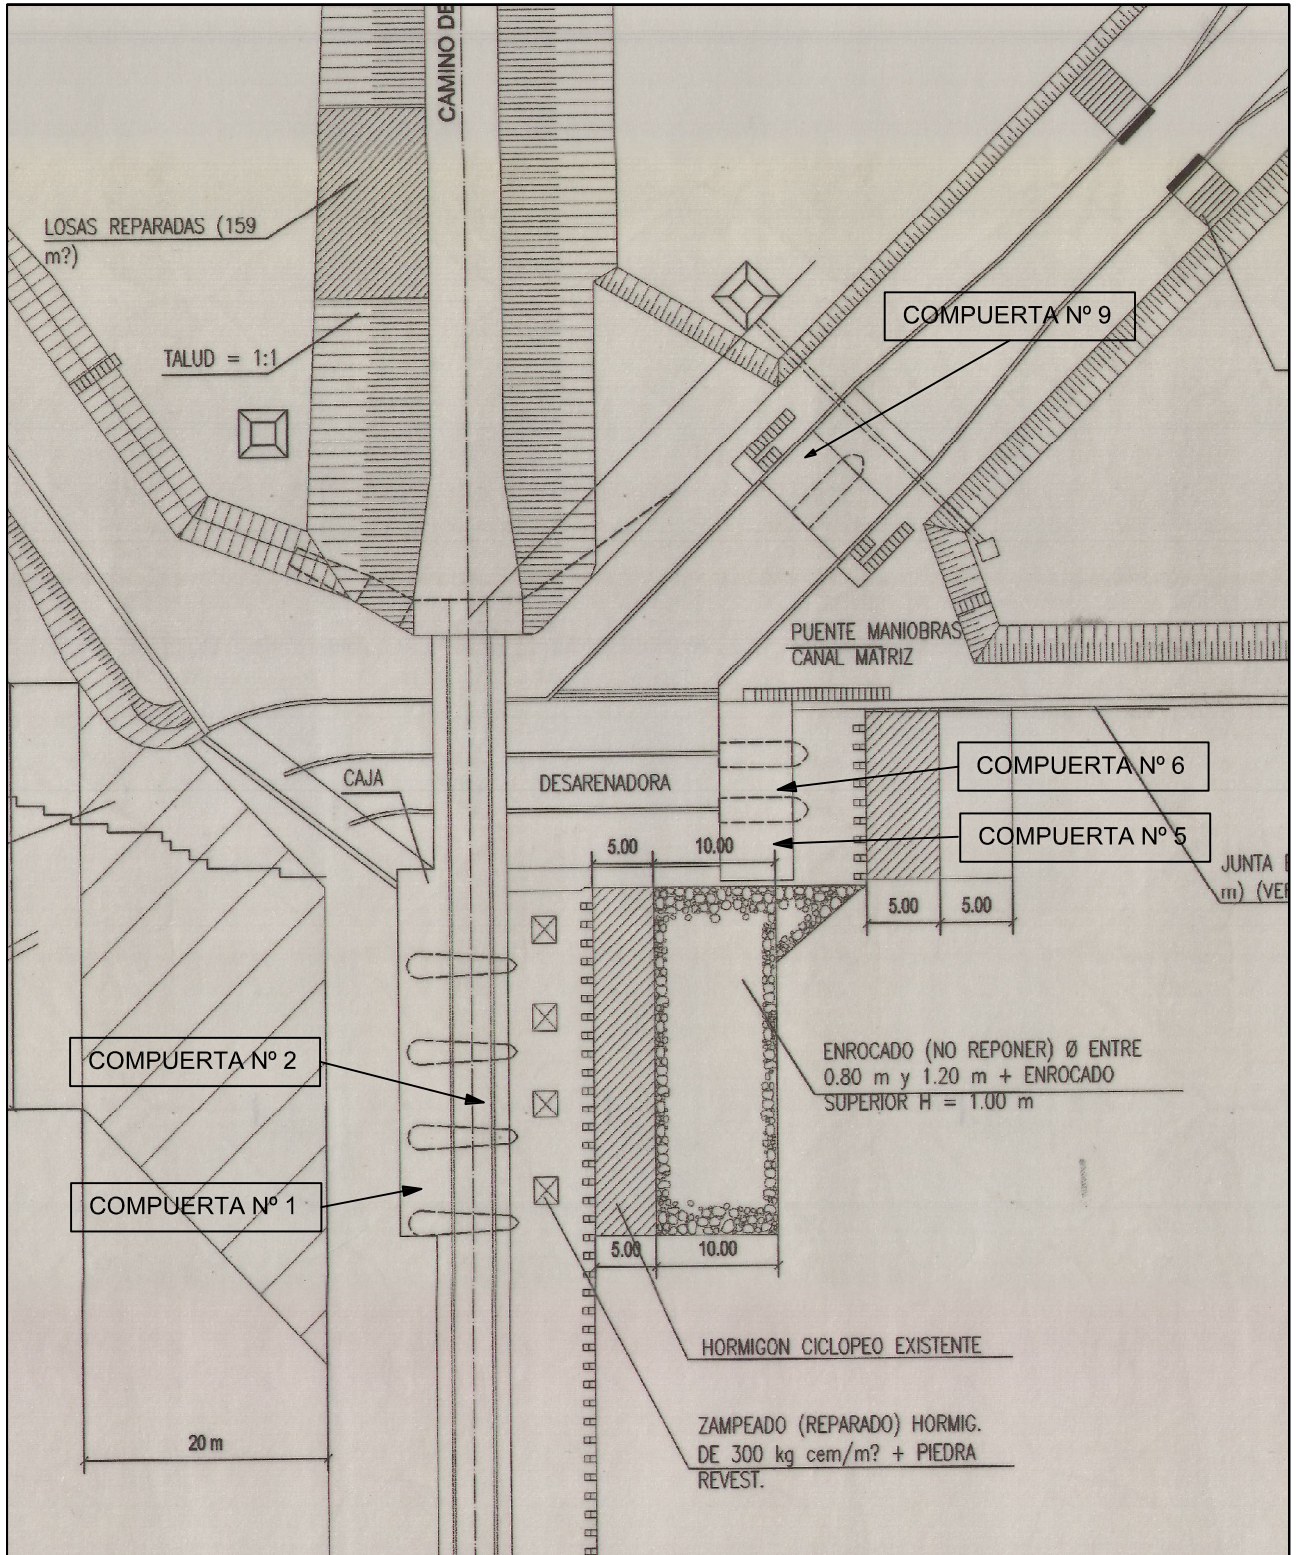 CAMINO DE
LOSAS REPARADAS (159
m?)
TALUD = 1:1
COMPUERTA Nº 9
PUENTE MANIOBRAS
CANAL MATRIZ
CAJA
DESARENADORA
COMPUERTA Nº 6
COMPUERTA Nº 5
5.00
10.00
JUNTA
m) (VER
5.00
5.00
COMPUERTA Nº 2
ENROCADO (NO REPONER) Ø ENTRE
0.80 m y 1.20 m + ENROCADO
SUPERIOR H = 1.00 m
COMPUERTA Nº 1
5.00
10.00
HORMIGON CICLOPEO EXISTENTE
20 m
ZAMPEADO (REPARADO) HORMIG.
DE 300 kg cem/m? + PIEDRA
REVEST.